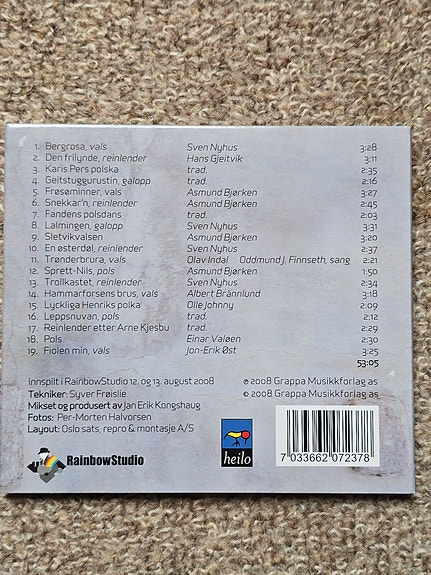 1. Bergrosa, vals Sven Nyhus 3:28
2. Den frilynde, reinlender Hans Gjeitvik 3:11
3. Karis Pers polska trad. 2:35
4. Geitstuggurustin, galopp trad. 2:16
5. Frøsøminner, vals Asmund Bjørken 3:27
6. Snekkar'n, reinlender Asmund Bjørken 2:45
7. Fandens polsdans trad. 2:03
8. Lalmingen, galopp Sven Nyhus 3:31
9. Sletvikvalsen Asmund Bjørken 3:20
10. En østerdøl, reinlender Sven Nyhus 2:37
11. Trønderbrura, vals Olav Indal Oddmund J. Finnseth, sang 2:21
12. Sprett-Nils, pols Asmund Bjørken 1:50
13. Trollkastet, reinlender Sven Nyhus 2:34
14. Hammarforsens brus, vals Albert Brännlund 3:18
15. Lyckliga Henriks polka Olle Johnny 2:09
16. Leppsnuvan, pols trad. 2:12
17. Reinlender etter Arne Kjesbu trad. 2:29
18. Pols Einar Valøen 2:30
19. Fiolen min, vals Jon-Erik Øst 3:25
53:05
Innspilt i RainbowStudio 12. og 13. august 2008
Tekniker: Syver Frøislie
Mikset og produsert av Jan Erik Kongshaug
Fotos: Per-Morten Halvorsen
Layout: Oslo sats, repro & montasje A/S
℗ 2008 Grappa Musikkforlag as
© 2008 Grappa Musikkforlag as
RainbowStudio
heilo
7 033662 072378